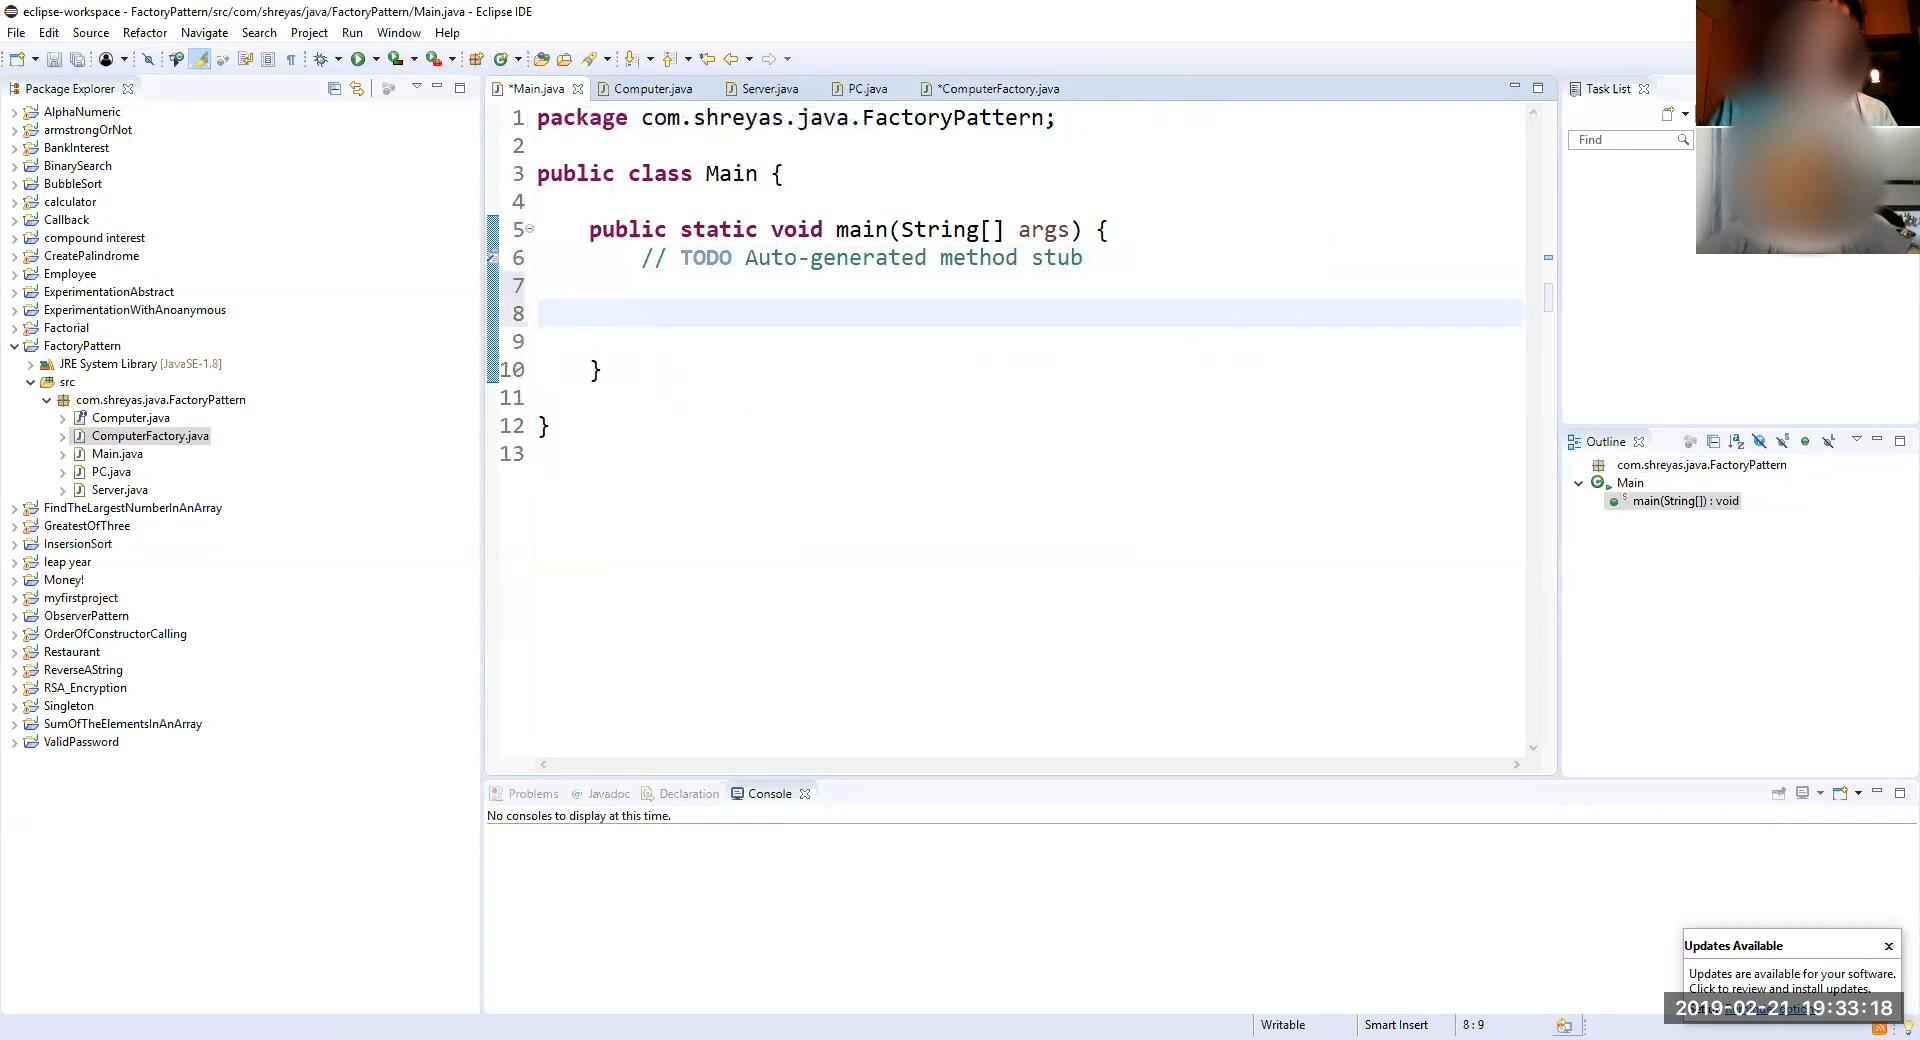 eclipse-workspace - FactoryPattern/src/com/shreyas/java/FactoryPattern/Main.java - Eclipse IDE
File Edit Source Refactor Navigate Search Project Run Window Help
Package Explorer
AlphaNumeric
armstrongOrNot
BankInterest
BinarySearch
BubbleSort
calculator
Callback
compound interest
CreatePalindrome
Employee
ExperimentationAbstract
ExperimentationWithAnoanymous
Factorial
FactoryPattern
JRE System Library [JavaSE-1.8]
src
com.shreyas.java.FactoryPattern
Computer.java
ComputerFactory.java
Main.java
PC.java
Server.java
FindTheLargestNumberInAnArray
GreatestOfThree
InsersionSort
leap year
Money!
myfirstproject
ObserverPattern
OrderOfConstructorCalling
Restaurant
ReverseAString
RSA_Encryption
Singleton
SumOfTheElementsInAnArray
ValidPassword
*Main.java Computer.java Server.java PC.java *ComputerFactory.java
1 package com.shreyas.java.FactoryPattern;
2
3 public class Main {
4
5 public static void main(String[] args) {
6 // TODO Auto-generated method stub
7
8
9
10 }
11
12 }
13
Task List
Find
Outline
com.shreyas.java.FactoryPattern
Main
main(String[]) : void
Problems @ Javadoc Declaration Console
No consoles to display at this time.
Updates Available
Updates are available for your software.
Click to review and install updates.
2019-02-21 19:33:18
Writable Smart Insert 8:9